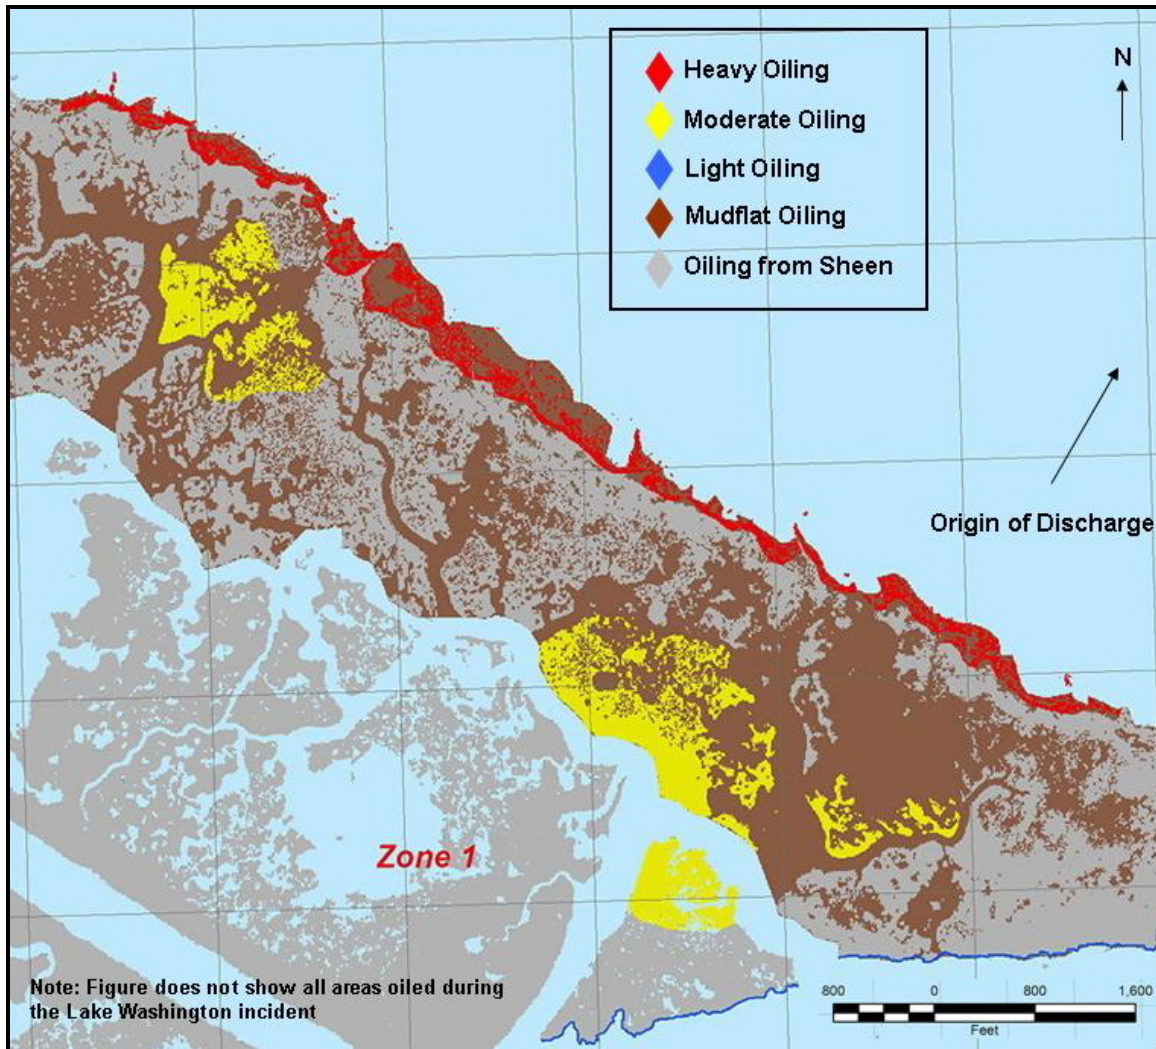 Heavy Oiling
Moderate Oiling
Light Oiling
Mudflat Oiling
Oiling from Sheen
N
Origin of Discharge
Zone 1
Note: Figure does not show all areas oiled during
the Lake Washington incident
800 0 800 1,600
Feet